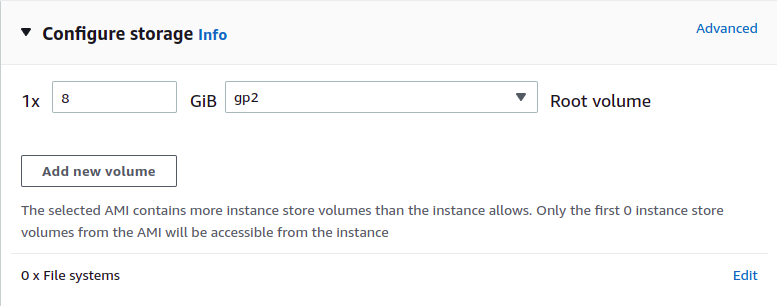 Configure storage Info Advanced
1x 8 GiB gp2 Root volume
Add new volume
The selected AMI contains more instance store volumes than the instance allows. Only the first 0 instance store
volumes from the AMI will be accessible from the instance
0 x File systems Edit